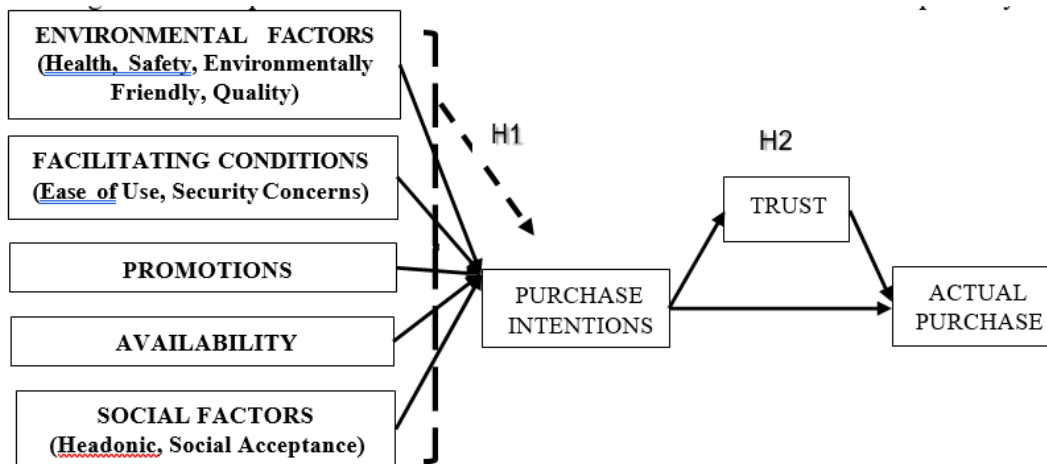 ENVIRONMENTAL FACTORS
(Health, Safety, Environmentally
Friendly, Quality)
FACILITATING CONDITIONS
(Ease of Use, Security Concerns)
PROMOTIONS
AVAILABILITY
SOCIAL FACTORS
(Headonic, Social Acceptance)
H1
PURCHASE
INTENTIONS
H2
TRUST
ACTUAL
PURCHASE